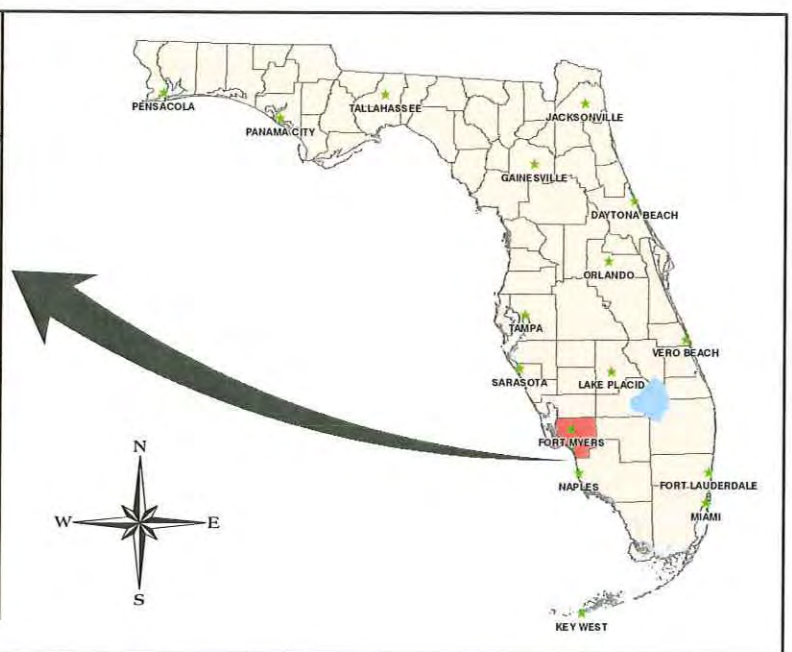 PENSACOLA
TALLAHASSEE
PANAMA CITY
JACKSONVILLE
GAINESVILLE
DAYTONA BEACH
ORLANDO
TAMPA
VERO BEACH
SARASOTA
LAKE PLACID
FORT MYERS
NAPLES
FORT LAUDERDALE
MIAMI
N
W
E
S
KEY WEST